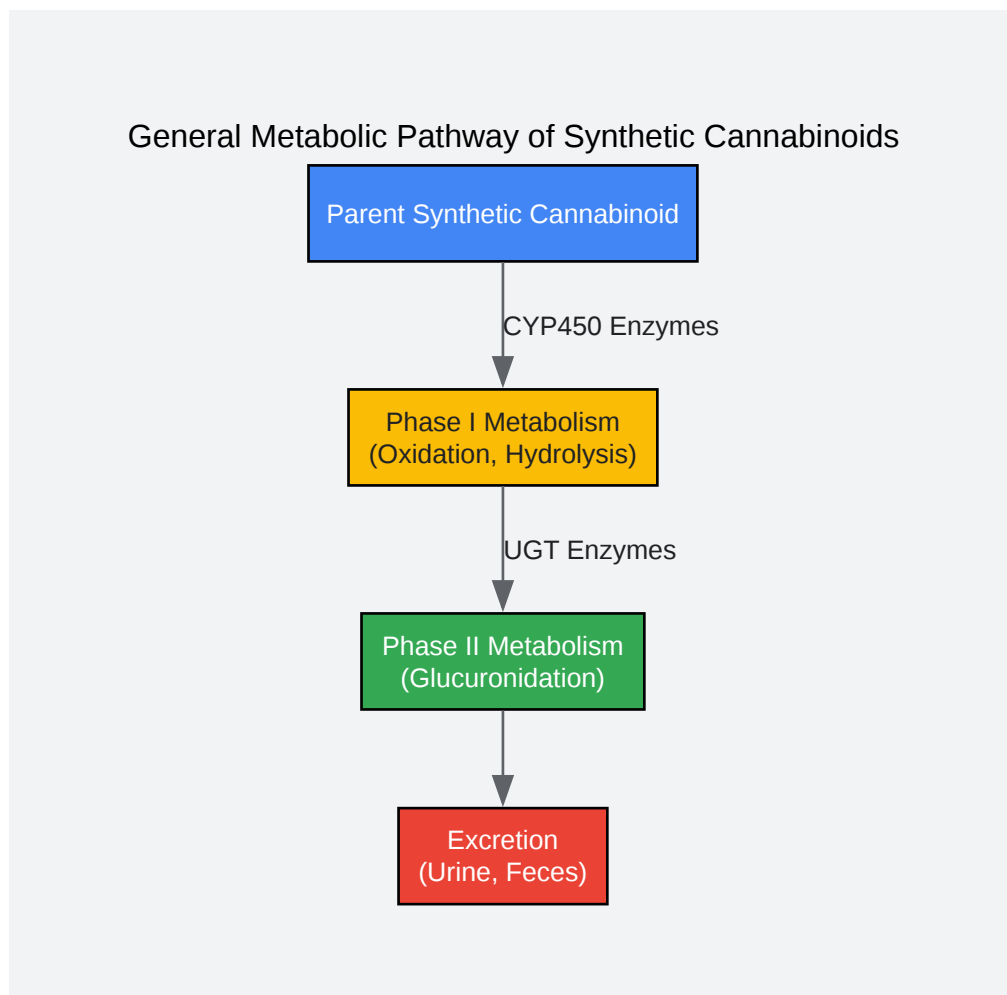 General Metabolic Pathway of Synthetic Cannabinoids
Parent Synthetic Cannabinoid
CYP450 Enzymes
Phase I Metabolism
(Oxidation, Hydrolysis)
UGT Enzymes
Phase II Metabolism
(Glucuronidation)
Excretion
(Urine, Feces)